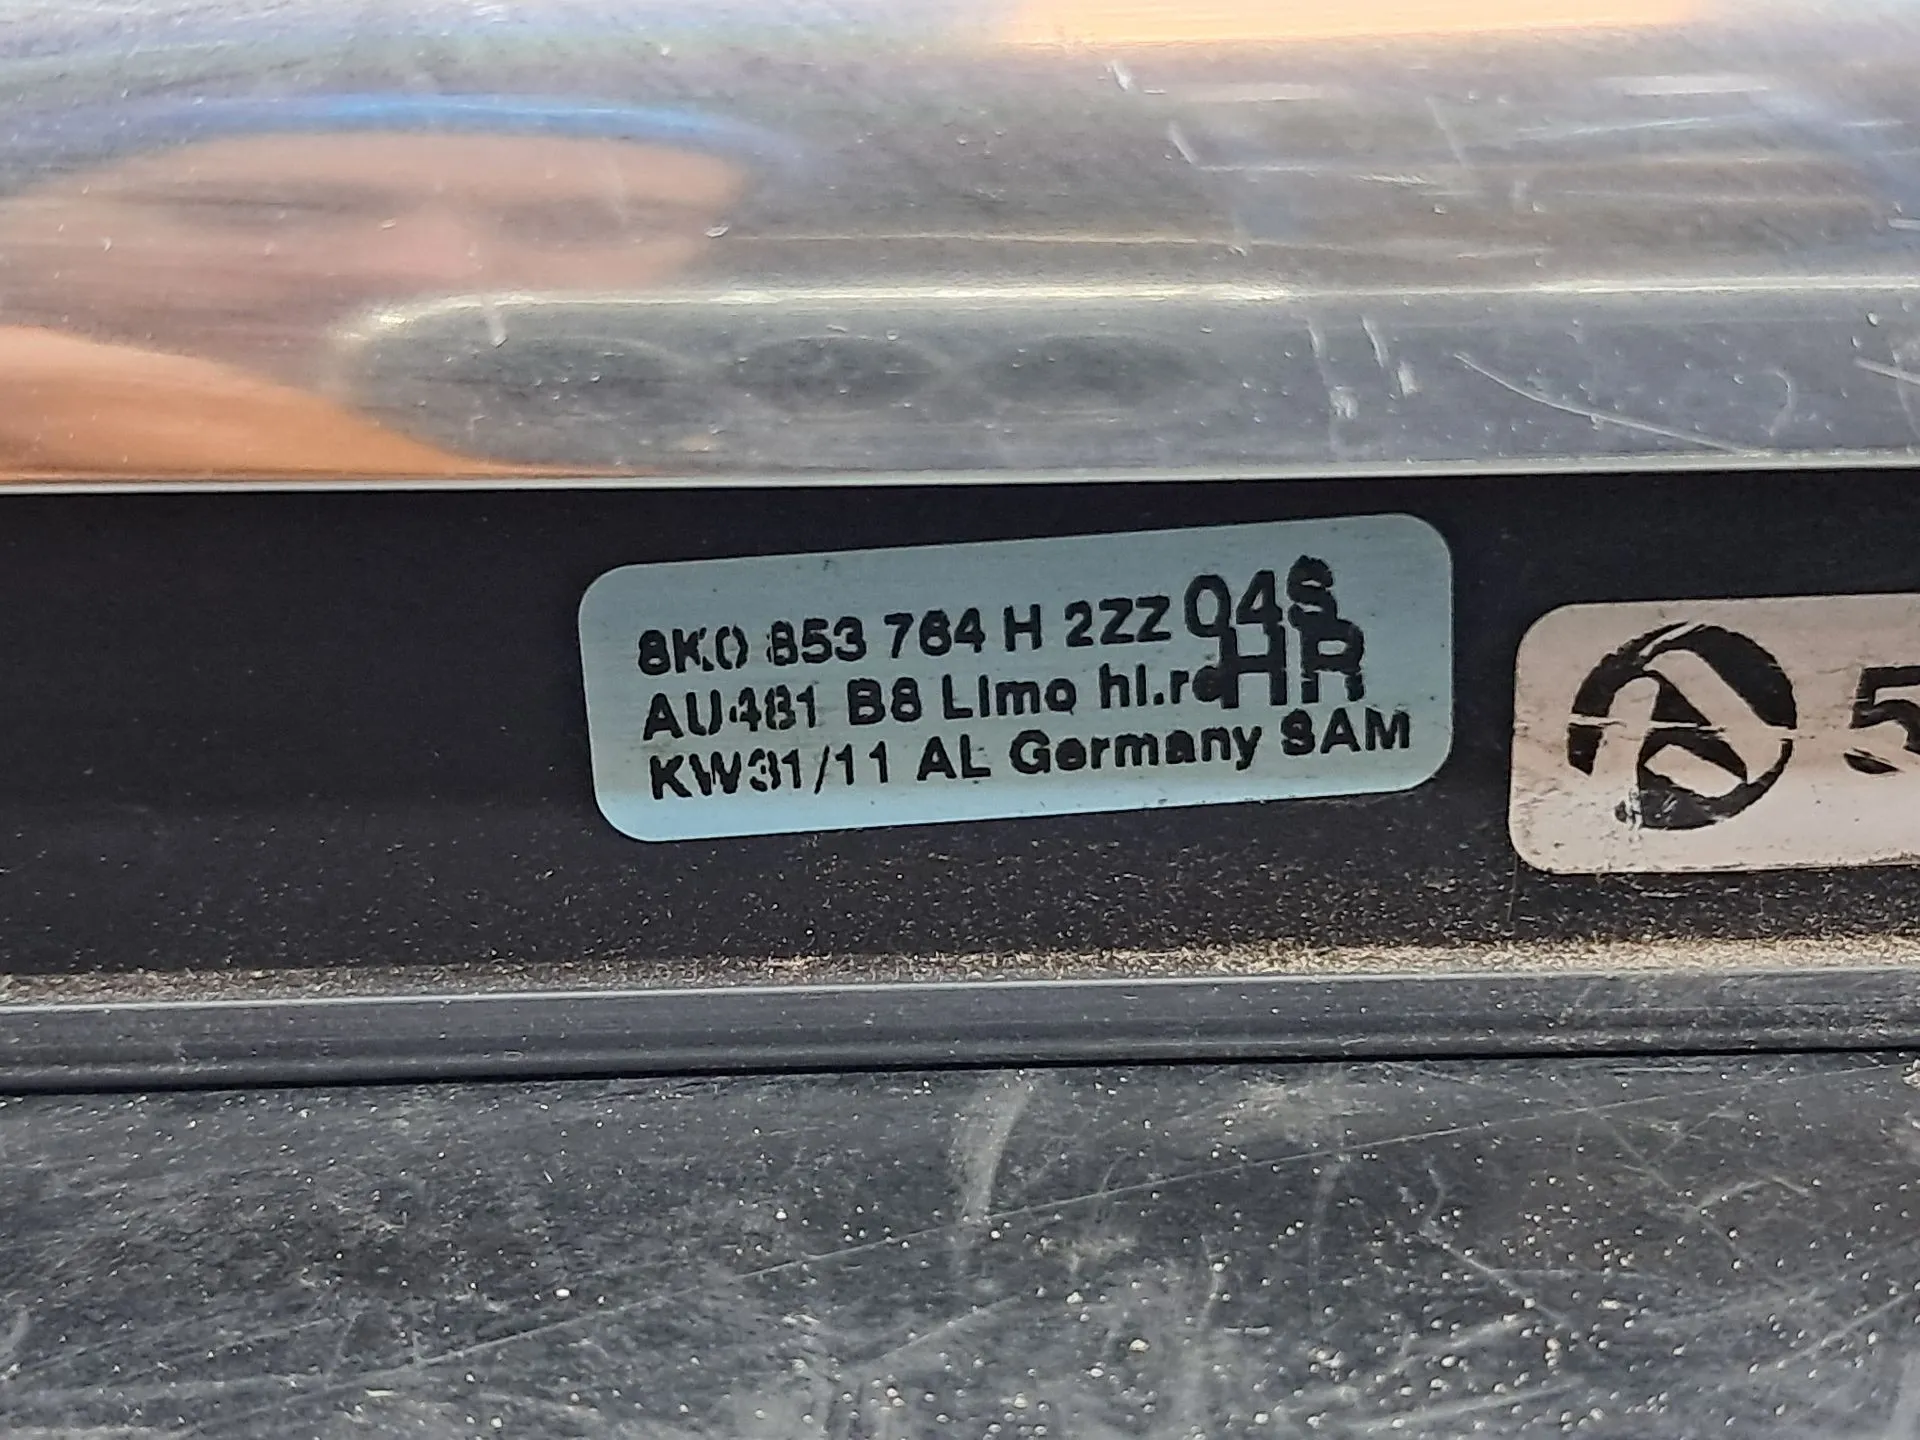 8K0 853 764 H 2ZZ 04S
AU481 B8 Limo hl.re HR
KW31/11 AL Germany SAM
5